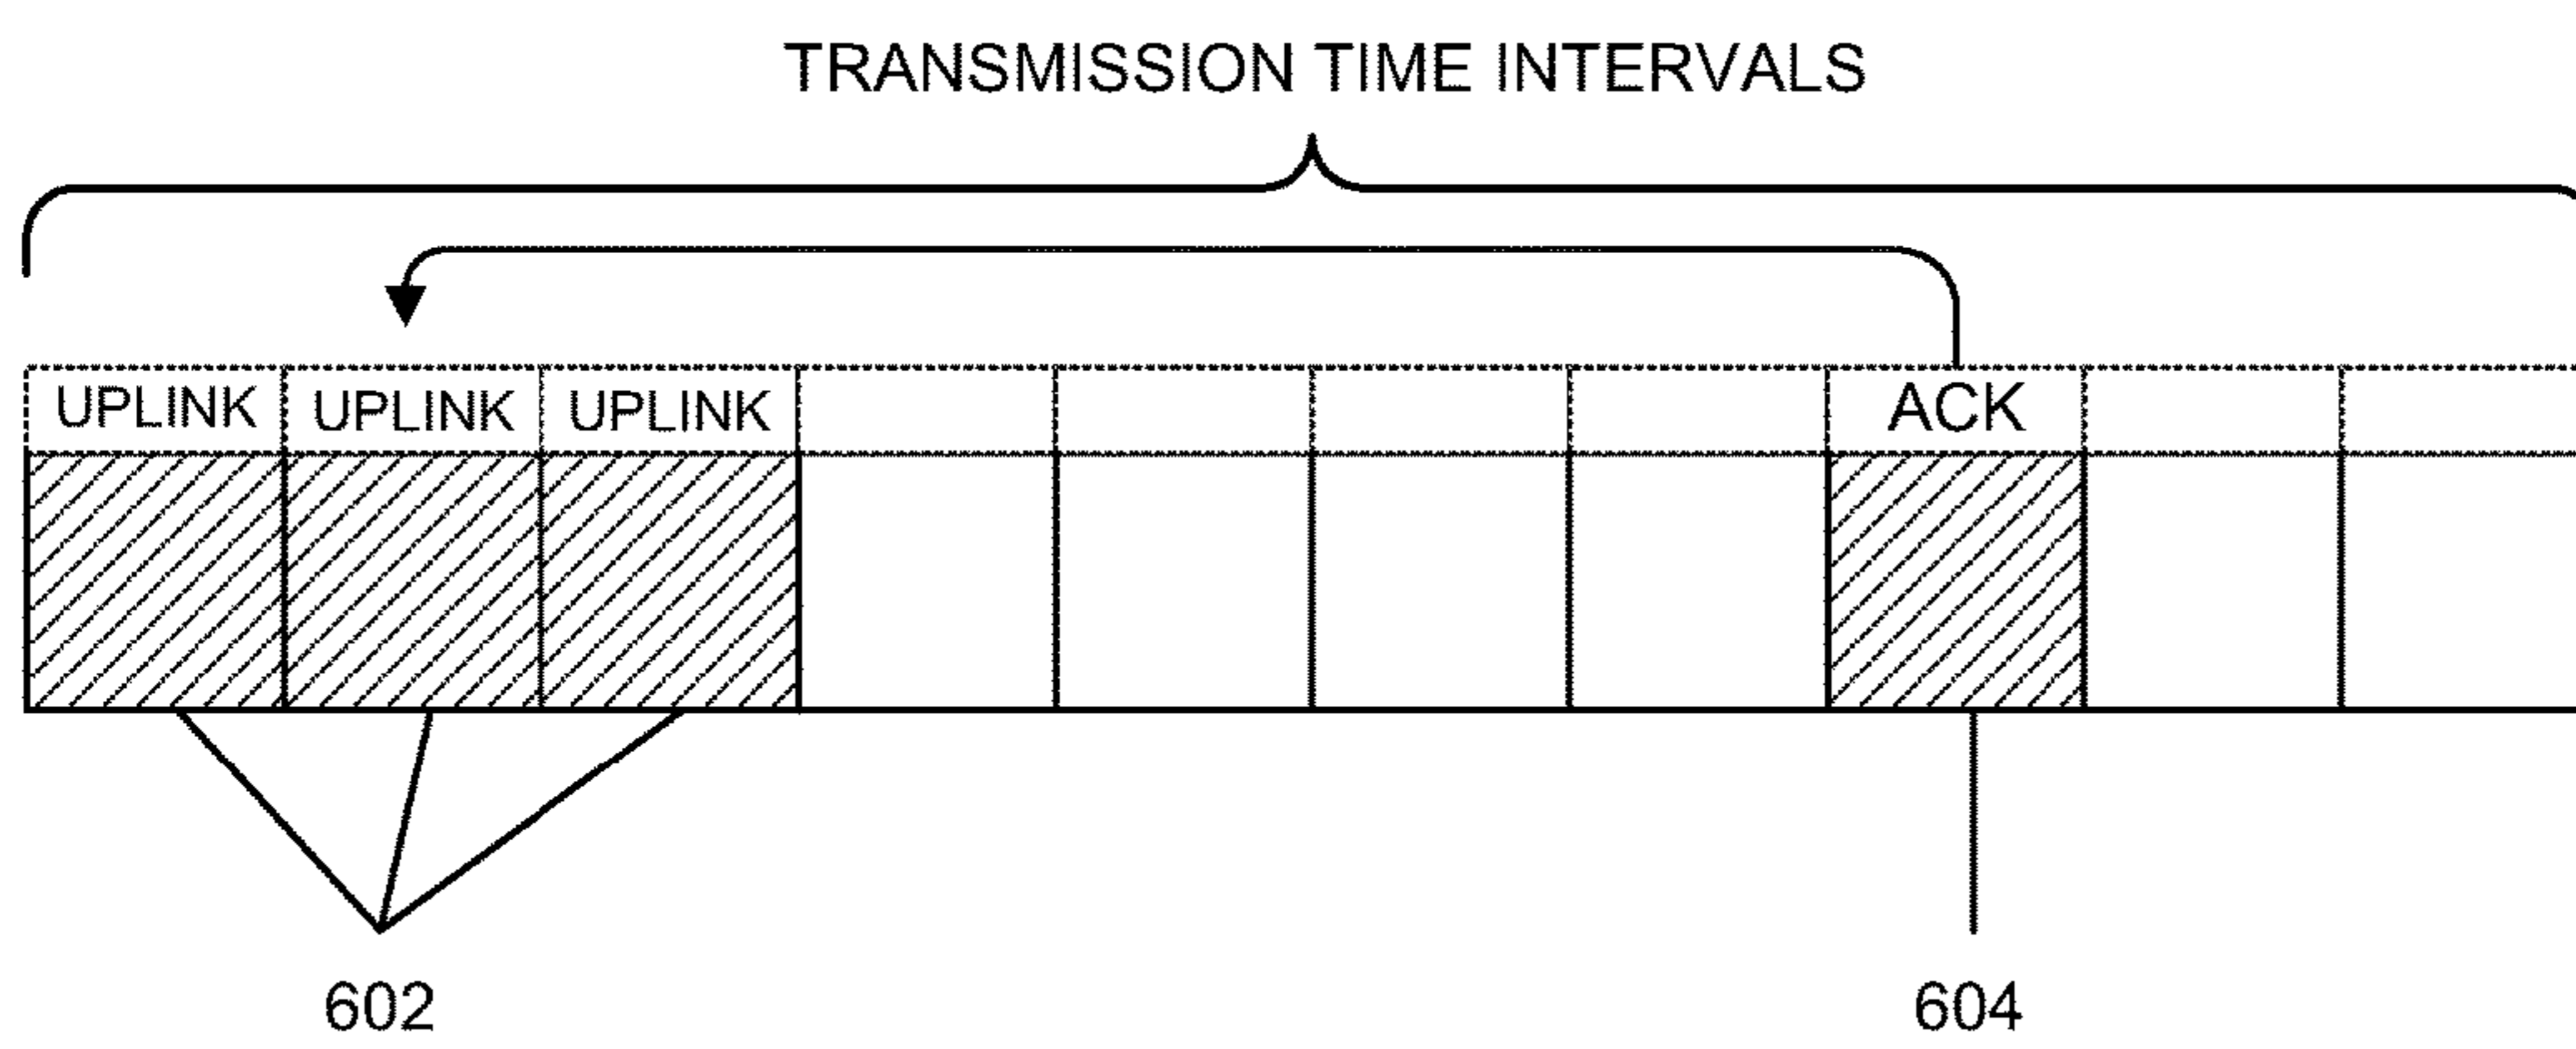 TRANSMISSION TIME INTERVALS
UPLINK UPLINK UPLINK ACK
602 604